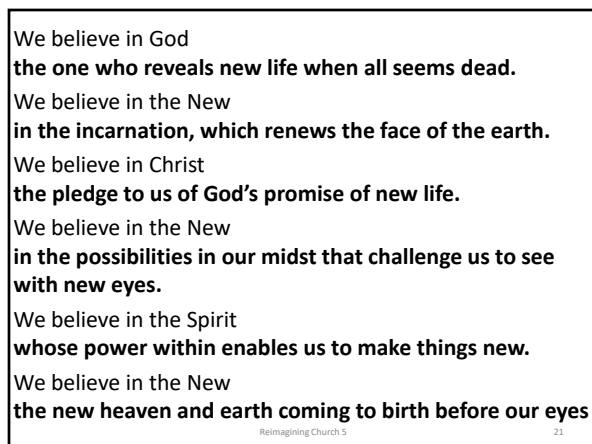 We believe in God
the one who reveals new life when all seems dead.
We believe in the New
in the incarnation, which renews the face of the earth.
We believe in Christ
the pledge to us of God’s promise of new life.
We believe in the New
in the possibilities in our midst that challenge us to see
with new eyes.
We believe in the Spirit
whose power within enables us to make things new.
We believe in the New
the new heaven and earth coming to birth before our eyes
Reimagining Church 5
21